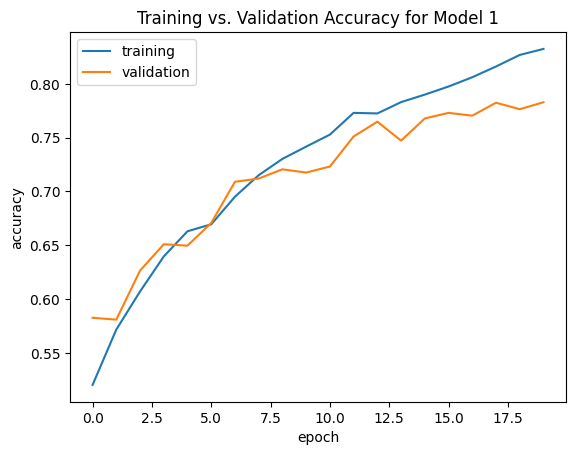 Training vs. Validation Accuracy for Model 1
training
validation
accuracy
0.80
0.75
0.70
0.65
0.60
0.55
0.0 2.5 5.0 7.5 10.0 12.5 15.0 17.5
epoch